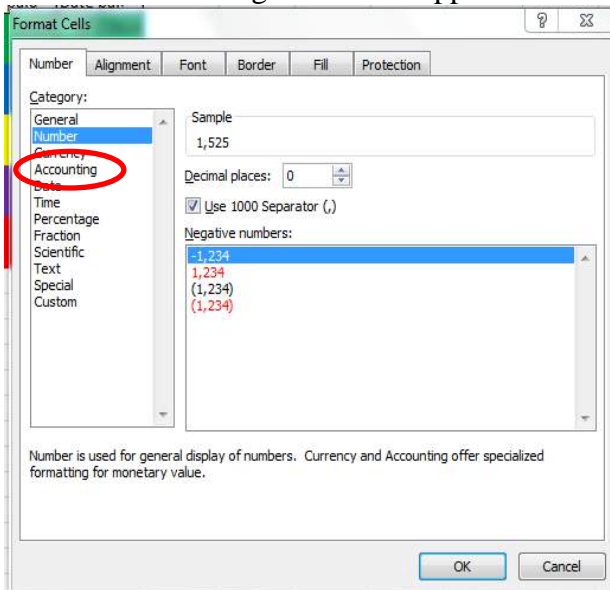 Format Cells
Number Alignment Font Border Fill Protection
Category:
General
Number
Currency
Accounting
Date
Time
Percentage
Fraction
Scientific
Text
Special
Custom
Sample
1,525
Decimal places: 0
Use 1000 Separator (,)
Negative numbers:
-1,234
1,234
(1,234)
(1,234)
Number is used for general display of numbers. Currency and Accounting offer specialized
formatting for monetary value.
OK Cancel